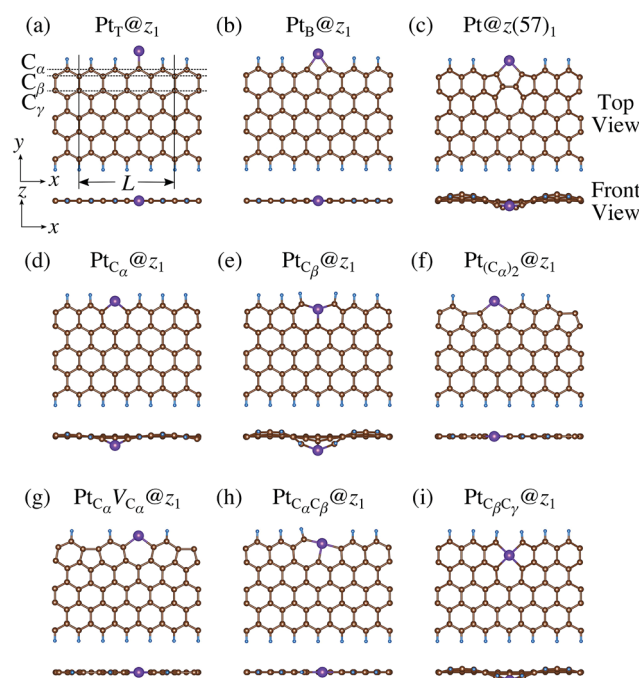 (a) Pt_T@z_1
(b) Pt_B@z_1
(c) Pt@z(57)_1
C_α
C_β
C_γ
Top
View
y
x
L
z
x
Front
View
(d) Pt_{C_α}@z_1
(e) Pt_{C_β}@z_1
(f) Pt_{(C_α)_2}@z_1
(g) Pt_{C_α}V_{C_α}@z_1
(h) Pt_{C_αC_β}@z_1
(i) Pt_{C_βC_γ}@z_1